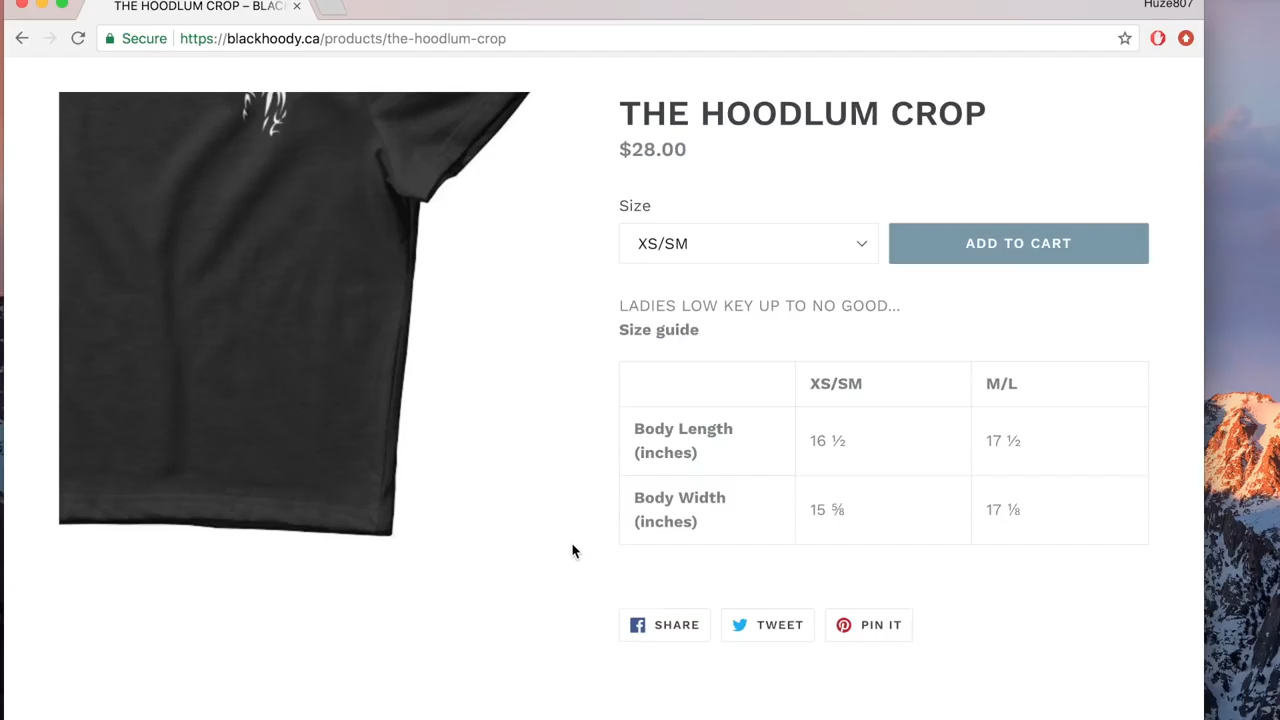 THE HOODLUM CROP – BLAC
Huze807
Secure
https://blackhoody.ca/products/the-hoodlum-crop
THE HOODLUM CROP
$28.00
Size
XS/SM
ADD TO CART
LADIES LOW KEY UP TO NO GOOD...
Size guide
XS/SM
M/L
Body Length
(inches)
16 ½
17 ½
Body Width
(inches)
15 ⅝
17 ⅛
SHARE
TWEET
PIN IT